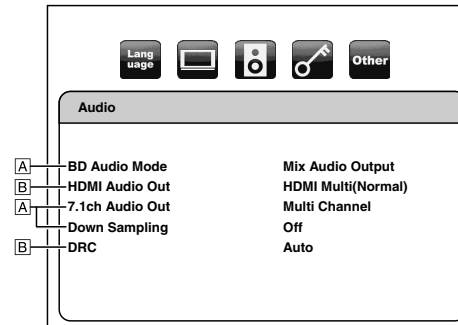 Lang
uage
Other
Audio
A BD Audio Mode Mix Audio Output
B HDMI Audio Out HDMI Multi(Normal)
A 7.1ch Audio Out Multi Channel
Down Sampling Off
B DRC Auto